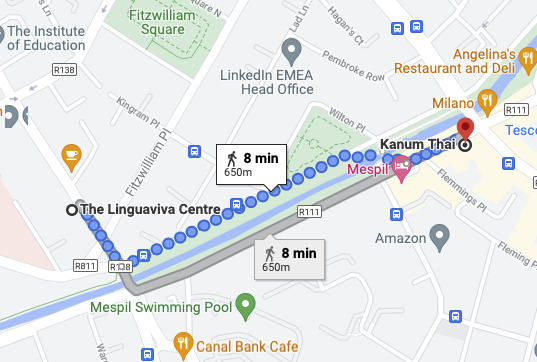 Fitzwilliam
Square
Lad Ln
Hagan's Ct
The Institute
of Education
R138
LinkedIn EMEA
Head Office
Pembroke Row
Angelina's
Restaurant and Deli
Kingram Pl
Fitzwilliam Pl
Wilton Pl
Milano
R111
Tesco
Kanum Thai
8 min
650m
Mespil
Flemmings Pl
The Linguaviva Centre
R111
Amazon
Fleming Pl
8 min
650m
R811
R138
Mespil Swimming Pool
Canal Bank Cafe